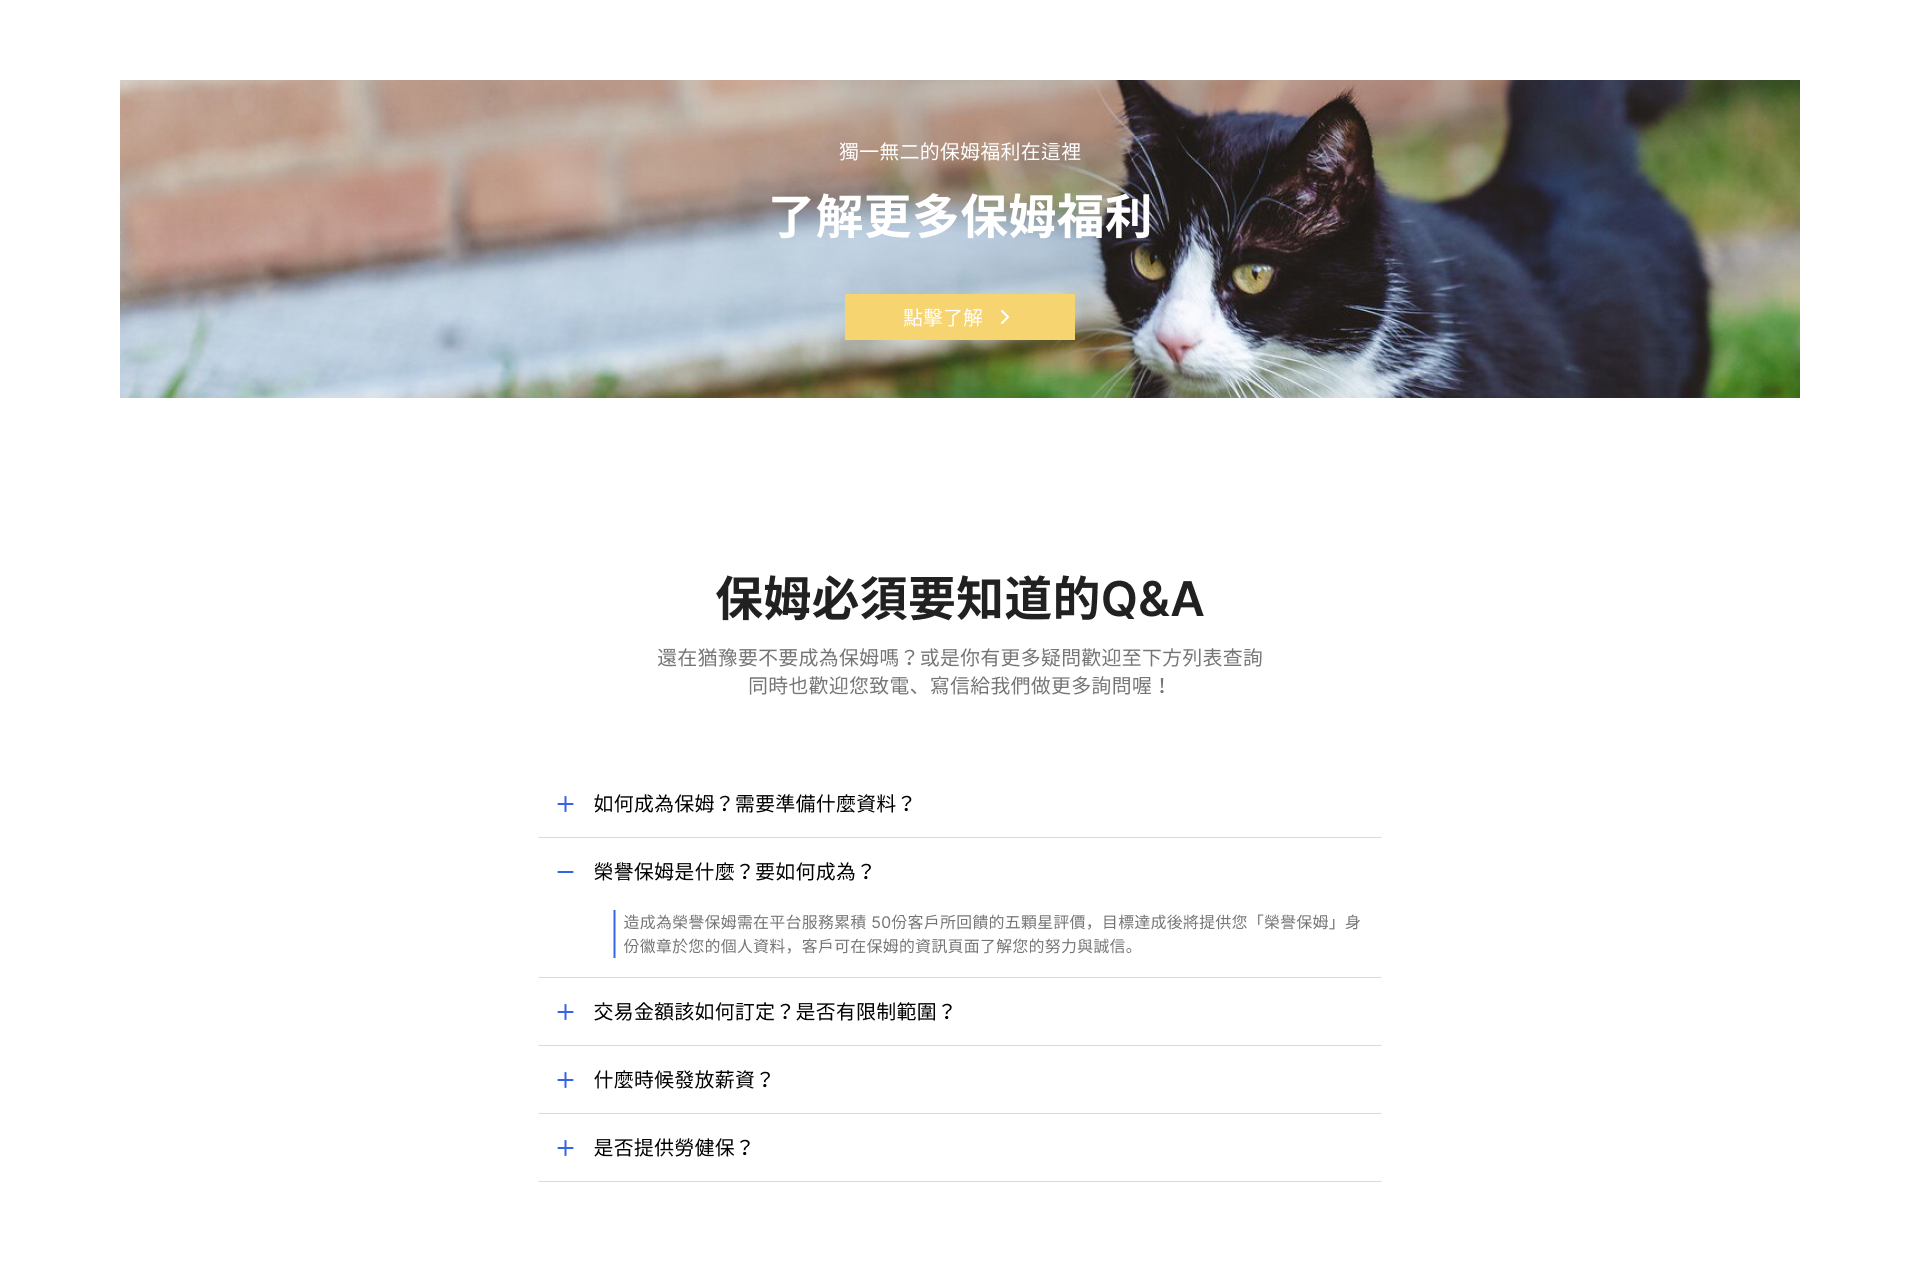 獨一無二的保姆福利在這裡
了解更多保姆福利
點擊了解
保姆必須要知道的Q&A
還在猶豫要不要成為保姆嗎？或是你有更多疑問歡迎至下方列表查詢
同時也歡迎您致電、寫信給我們做更多詢問喔！
如何成為保姆？需要準備什麼資料？
榮譽保姆是什麼？要如何成為？
造成為榮譽保姆需在平台服務累積 50份客戶所回饋的五顆星評價，目標達成後將提供您「榮譽保姆」身
份徽章於您的個人資料，客戶可在保姆的資訊頁面了解您的努力與誠信。
交易金額該如何訂定？是否有限制範圍？
什麼時候發放薪資？
是否提供勞健保？